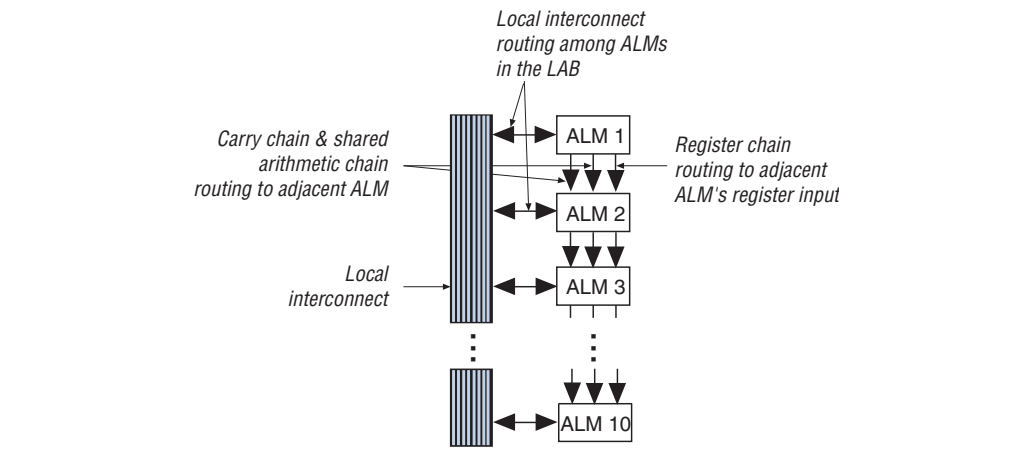 Local interconnect
routing among ALMs
in the LAB
Carry chain & shared
arithmetic chain
routing to adjacent ALM
ALM 1
Register chain
routing to adjacent
ALM's register input
ALM 2
Local
interconnect
ALM 3
ALM 10